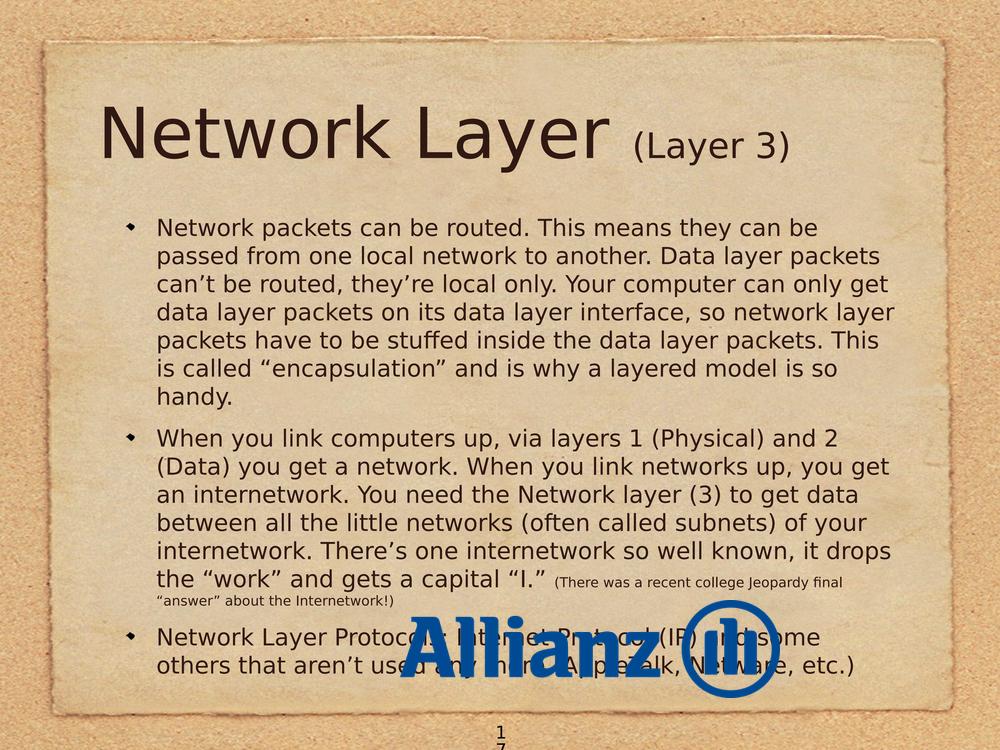 Network Layer (Layer 3)
Network packets can be routed. This means they can be
passed from one local network to another. Data layer packets
can’t be routed, they’re local only. Your computer can only get
data layer packets on its data layer interface, so network layer
packets have to be stuffed inside the data layer packets. This
is called “encapsulation” and is why a layered model is so
handy.
When you link computers up, via layers 1 (Physical) and 2
(Data) you get a network. When you link networks up, you get
an internetwork. You need the Network layer (3) to get data
between all the little networks (often called subnets) of your
internetwork. There’s one internetwork so well known, it drops
the “work” and gets a capital “I.” (There was a recent college Jeopardy final
“answer” about the Internetwork!)
Network Layer Protocols: Internet Protocol (IP) and some
others that aren’t used any more (AppleTalk, Netware, etc.)
Allianz
1
7